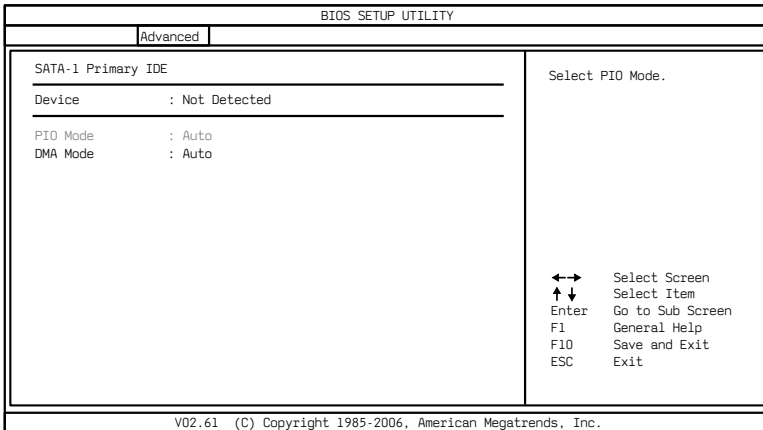 BIOS SETUP UTILITY
Advanced
SATA-1 Primary IDE
Device : Not Detected
PIO Mode : Auto
DMA Mode : Auto
Select PIO Mode.
←→ Select Screen
↑↓ Select Item
Enter Go to Sub Screen
F1 General Help
F10 Save and Exit
ESC Exit
V02.61 (C) Copyright 1985-2006, American Megatrends, Inc.